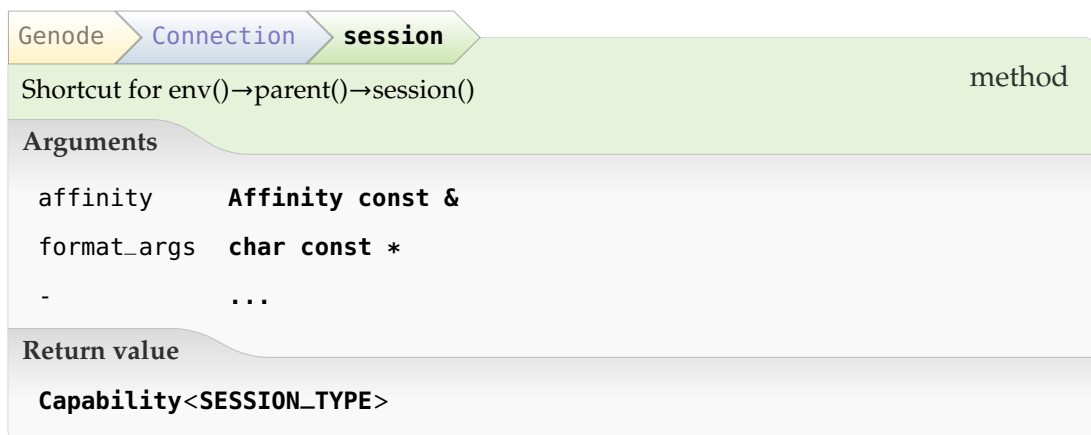 Genode Connection session
method
Shortcut for env()→parent()→session()
Arguments
affinity Affinity const &
format_args char const *
- ...
Return value
Capability<SESSION_TYPE>